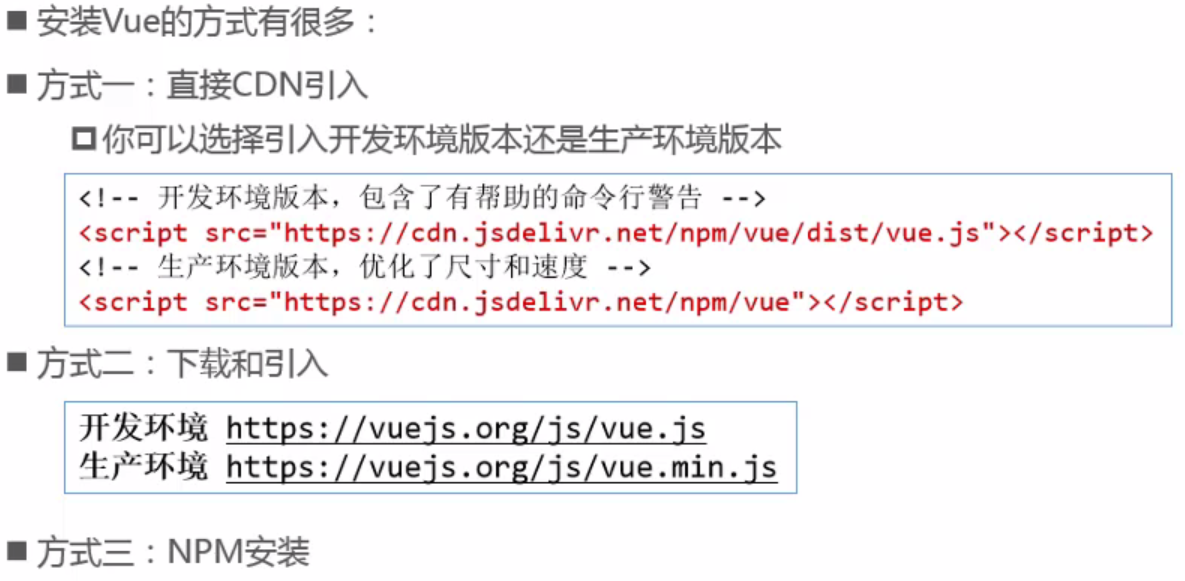 安装Vue的方式有很多：
方式一：直接CDN引入
你可以选择引入开发环境版本还是生产环境版本
<!-- 开发环境版本，包含了有帮助的命令行警告 -->
<script src="https://cdn.jsdelivr.net/npm/vue/dist/vue.js"></script>
<!-- 生产环境版本，优化了尺寸和速度 -->
<script src="https://cdn.jsdelivr.net/npm/vue"></script>
方式二：下载和引入
开发环境 https://vuejs.org/js/vue.js
生产环境 https://vuejs.org/js/vue.min.js
方式三：NPM安装